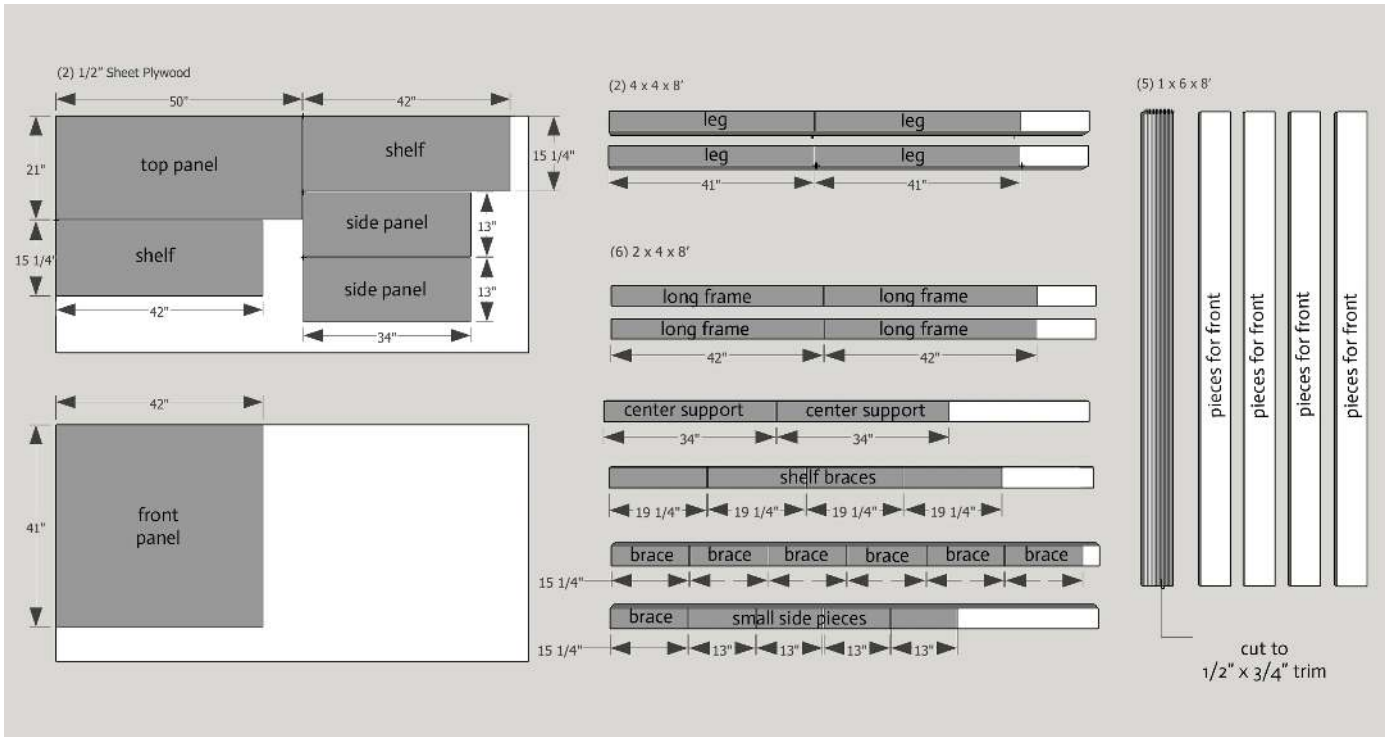 (2) 1/2" Sheet Plywood
50"
42"
top panel
shelf
21"
15 1/4"
side panel
13"
shelf
15 1/4'
side panel
13"
42"
34"
42"
front
panel
41"
(2) 4 x 4 x 8'
leg
leg
leg
leg
41"
41"
(6) 2 x 4 x 8'
long frame
long frame
long frame
long frame
42"
42"
center support
center support
34"
34"
shelf braces
19 1/4"
19 1/4"
19 1/4"
19 1/4"
brace
brace
brace
brace
brace
brace
15 1/4"
brace
small side pieces
15 1/4"
13"
13"
13"
13"
(5) 1 x 6 x 8'
pieces for front
pieces for front
pieces for front
pieces for front
cut to
1/2" x 3/4" trim